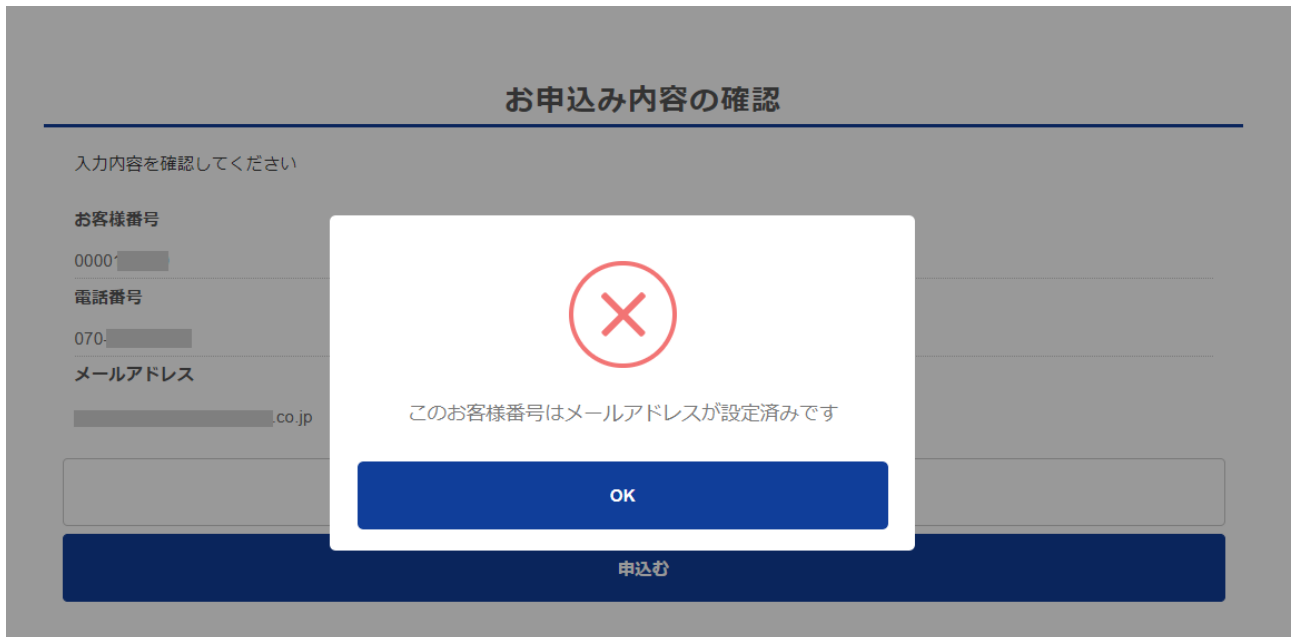 お申込み内容の確認
入力内容を確認してください
お客様番号
00001
電話番号
070-
メールアドレス
.co.jp
このお客様番号はメールアドレスが設定済みです
OK
申込む